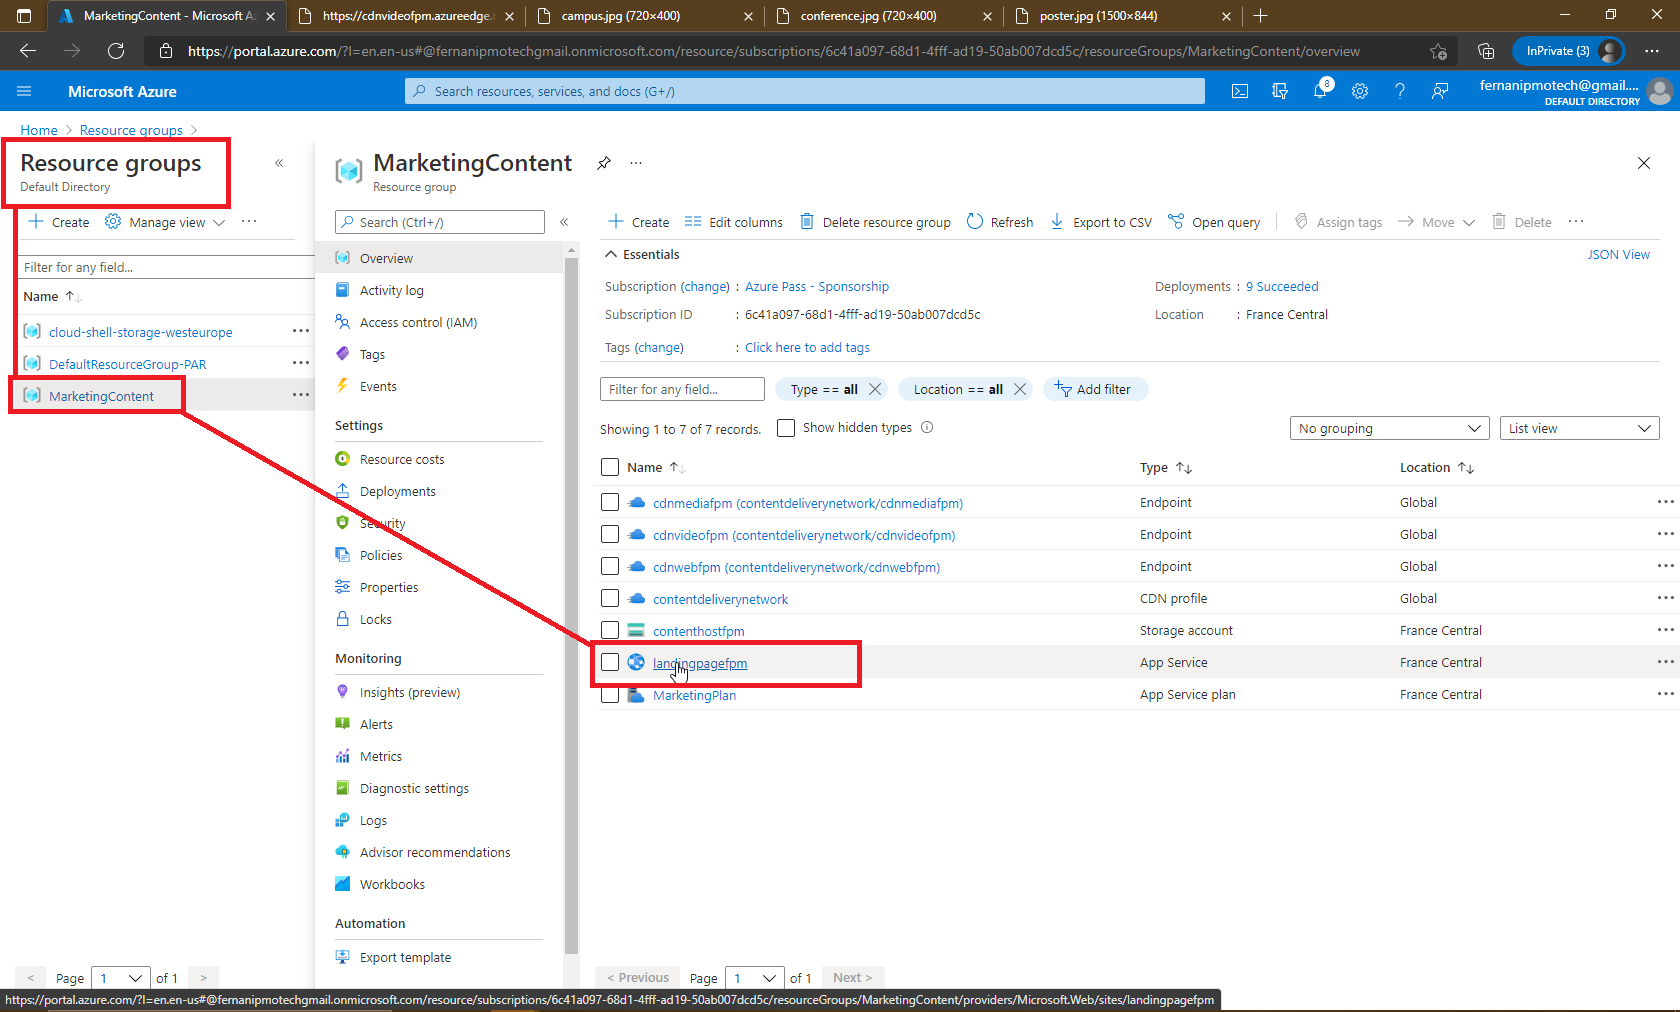 MarketingContent - Microsoft Az
https://cdnvideofpm.azureedge.
campus.jpg (720×400)
conference.jpg (720×400)
poster.jpg (1500×844)
https://portal.azure.com/?l=en.en-us#@fernanipmotechgmail.onmicrosoft.com/resource/subscriptions/6c41a097-68d1-4fff-ad19-50ab007dcd5c/resourceGroups/MarketingContent/overview
InPrivate (3)
Microsoft Azure
Search resources, services, and docs (G+/)
8
fernanipmotech@gmail....
DEFAULT DIRECTORY
Home > Resource groups >
Resource groups
Default Directory
Create
Manage view
Filter for any field...
Name
cloud-shell-storage-westeurope
DefaultResourceGroup-PAR
MarketingContent
< Page 1 of 1 >
MarketingContent
Resource group
Search (Ctrl+/)
Overview
Activity log
Access control (IAM)
Tags
Events
Settings
Resource costs
Deployments
Security
Policies
Properties
Locks
Monitoring
Insights (preview)
Alerts
Metrics
Diagnostic settings
Logs
Advisor recommendations
Workbooks
Automation
Export template
Create
Edit columns
Delete resource group
Refresh
Export to CSV
Open query
Assign tags
Move
Delete
Essentials
JSON View
Subscription (change) : Azure Pass - Sponsorship
Deployments : 9 Succeeded
Subscription ID : 6c41a097-68d1-4fff-ad19-50ab007dcd5c
Location : France Central
Tags (change) : Click here to add tags
Filter for any field...
Type == all
Location == all
Add filter
Showing 1 to 7 of 7 records.
Show hidden types
No grouping
List view
Name Type Location
cdnmediafpm (contentdeliverynetwork/cdnmediafpm) Endpoint Global
cdnvideofpm (contentdeliverynetwork/cdnvideofpm) Endpoint Global
cdnwebfpm (contentdeliverynetwork/cdnwebfpm) Endpoint Global
contentdeliverynetwork CDN profile Global
contenthostfpm Storage account France Central
landingpagefpm App Service France Central
MarketingPlan App Service plan France Central
< Previous Page 1 of 1 Next >
https://portal.azure.com/?l=en.en-us#@fernanipmotechgmail.onmicrosoft.com/resource/subscriptions/6c41a097-68d1-4fff-ad19-50ab007dcd5c/resourceGroups/MarketingContent/providers/Microsoft.Web/sites/landingpagefpm